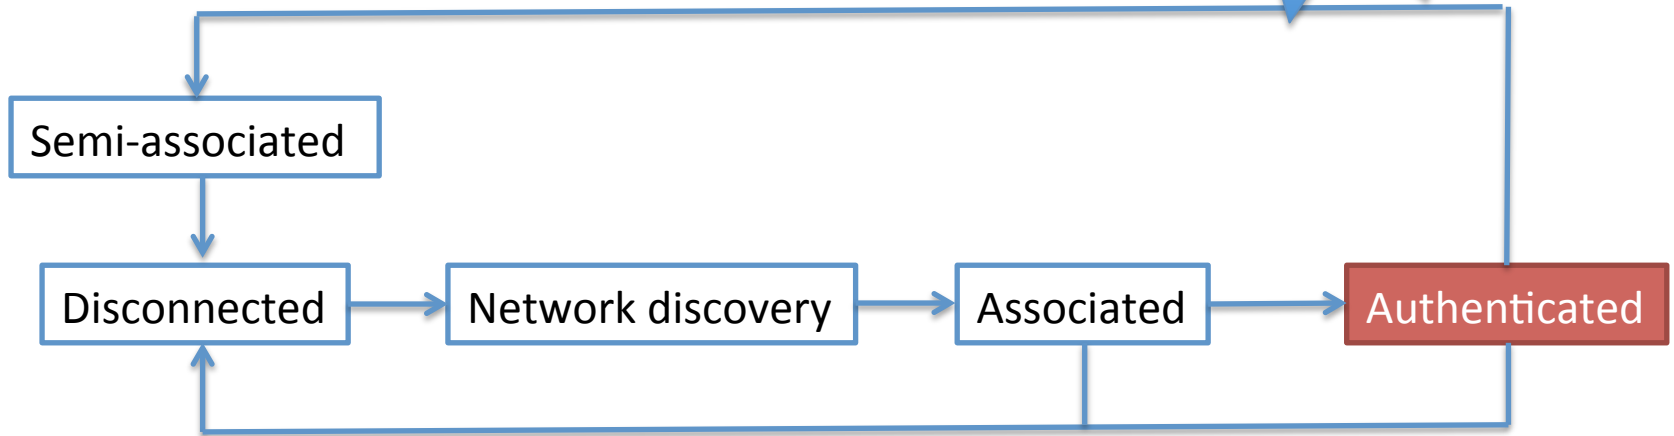 Semi-associated
Disconnected
Network discovery
Associated
Authenticated